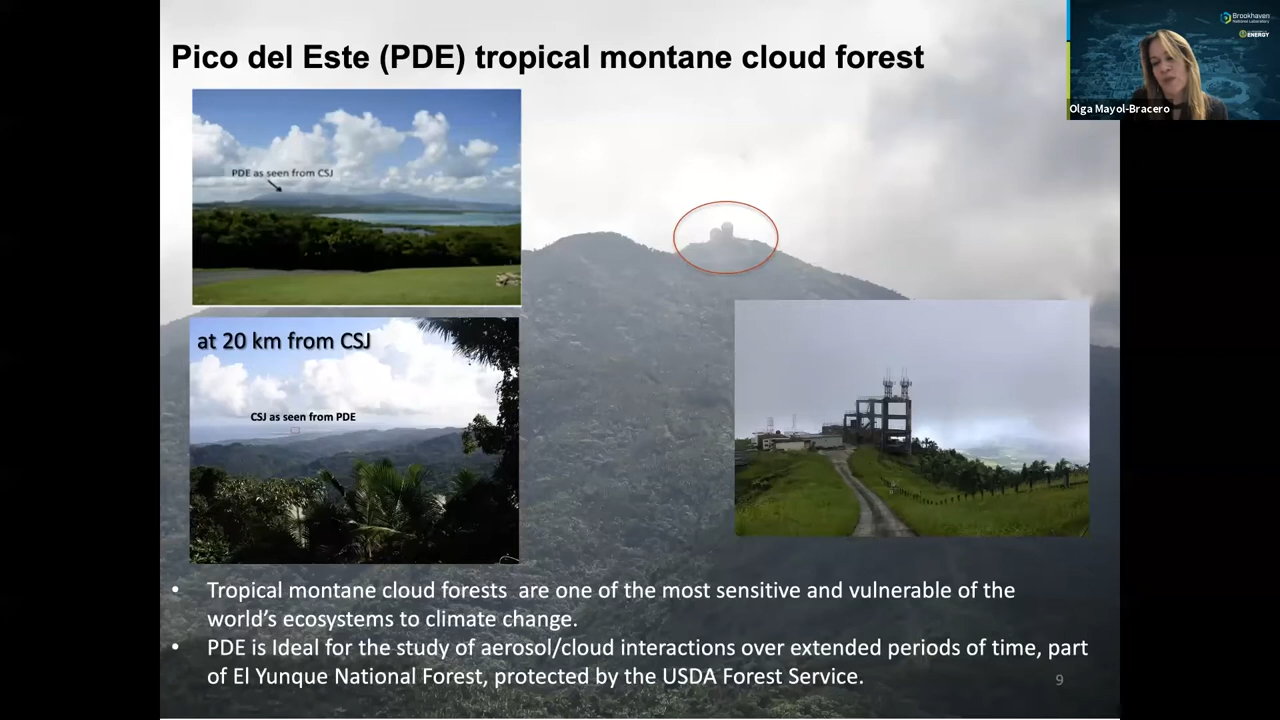 Pico del Este (PDE) tropical montane cloud forest
Brookhaven
National Laboratory
ENERGY
Olga Mayol-Bracero
PDE as seen from CSJ
at 20 km from CSJ
CSJ as seen from PDE
• Tropical montane cloud forests  are one of the most sensitive and vulnerable of the
world’s ecosystems to climate change.
• PDE is Ideal for the study of aerosol/cloud interactions over extended periods of time, part
of El Yunque National Forest, protected by the USDA Forest Service.
9